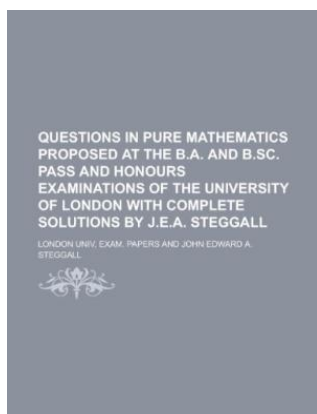 QUESTIONS IN PURE MATHEMATICS
PROPOSED AT THE B.A. AND B.SC.
PASS AND HONOURS
EXAMINATIONS OF THE UNIVERSITY
OF LONDON WITH COMPLETE
SOLUTIONS BY J.E.A. STEGGALL
LONDON UNIV. EXAM. PAPERS AND JOHN EDWARD A.
STEGGALL